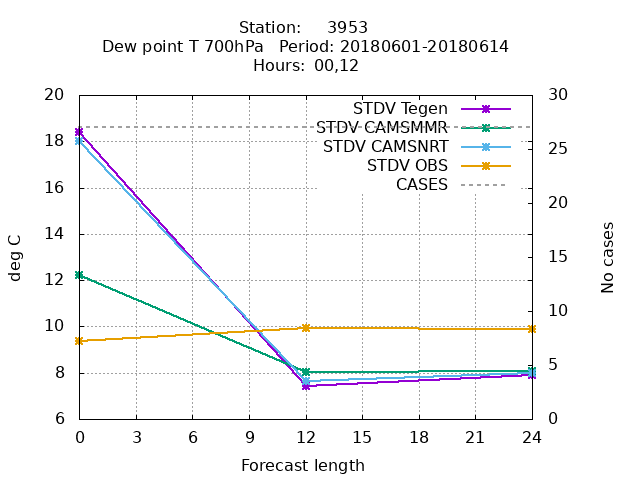 Station: 3953
Dew point T 700hPa Period: 20180601-20180614
Hours: 00,12
deg C
No cases
20
18
16
14
12
10
8
6
30
25
20
15
10
5
0
STDV Tegen
STDV CAMSMMR
STDV CAMSNRT
STDV OBS
CASES
0 3 6 9 12 15 18 21 24
Forecast length